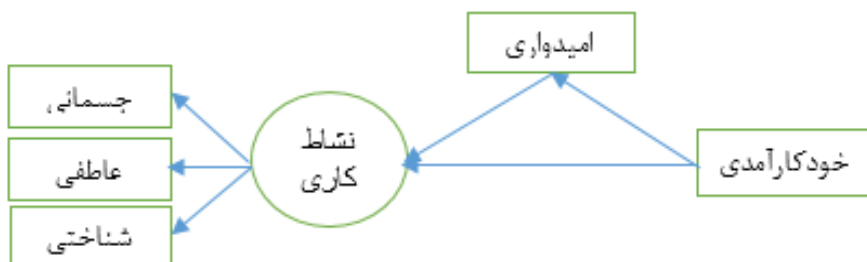 امیدواری
خودکارآمدی
نشاط
کاری
جسمانی
عاطفی
شناختی